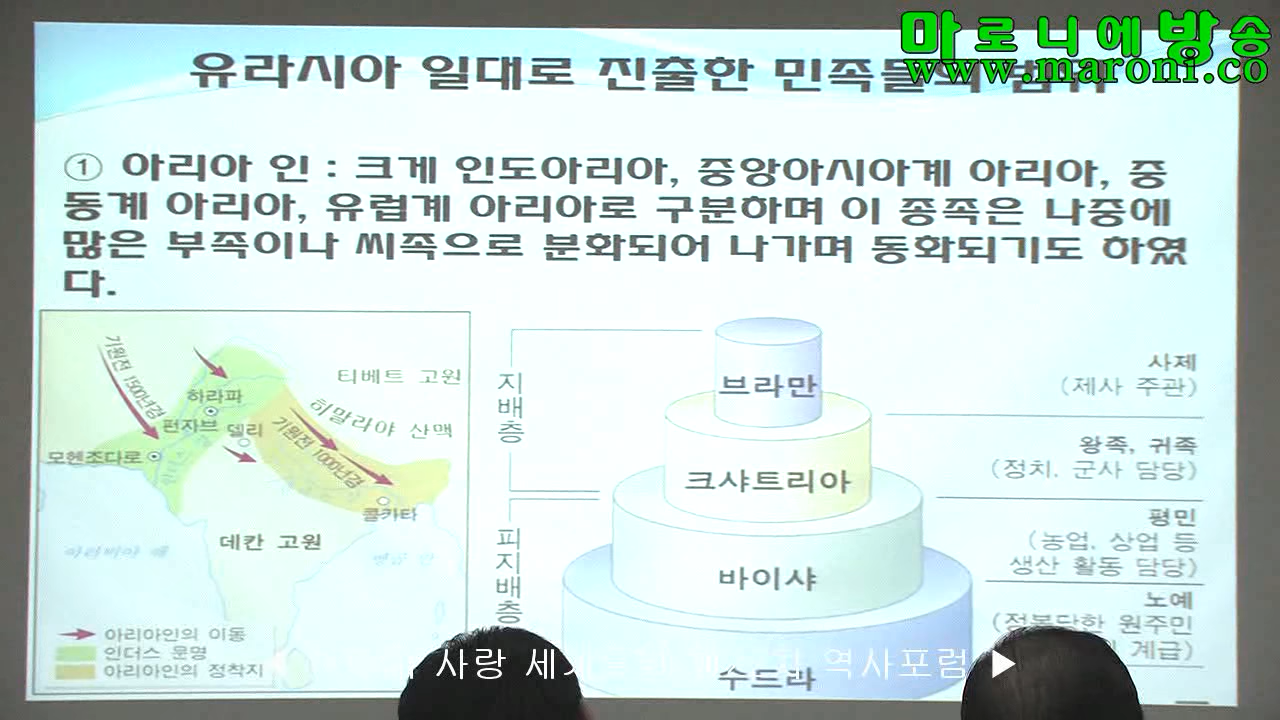 마로니에방송
www.maroni.co
유라시아 일대로 진출한 민족들의
① 아리아 인 : 크게 인도아리아, 중앙아시아계 아리아, 중
동계 아리아, 유럽계 아리아로 구분하며 이 종족은 나중에
많은 부족이나 씨족으로 분화되어 나가며 동화되기도 하였
다.
기원전 1500년경
하라파
티베트 고원
히말라야 산맥
펀자브
델리
기원전 1000년경
모헨조다로
인더스
콜카타
데칸 고원
아라비아 해
아리아인의 이동
인더스 문명
아리아인의 정착지
지배층
피지배층
브라만
크샤트리아
바이샤
수드라
사제
(제사 주관)
왕족, 귀족
(정치, 군사 담당)
평민
(농업, 상업 등
생산 활동 담당)
노예
(정복당한 원주민
계급)
사랑 역사포럼 ▶